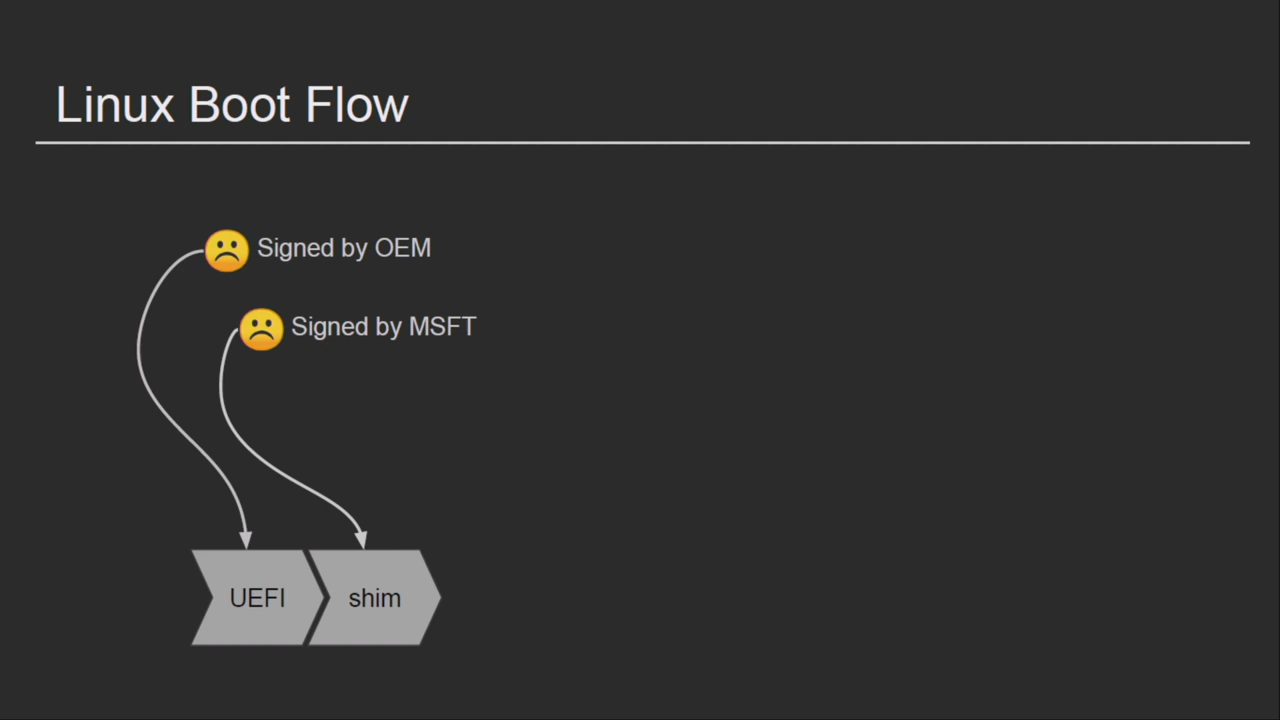 Linux Boot Flow
Signed by OEM
Signed by MSFT
UEFI
shim